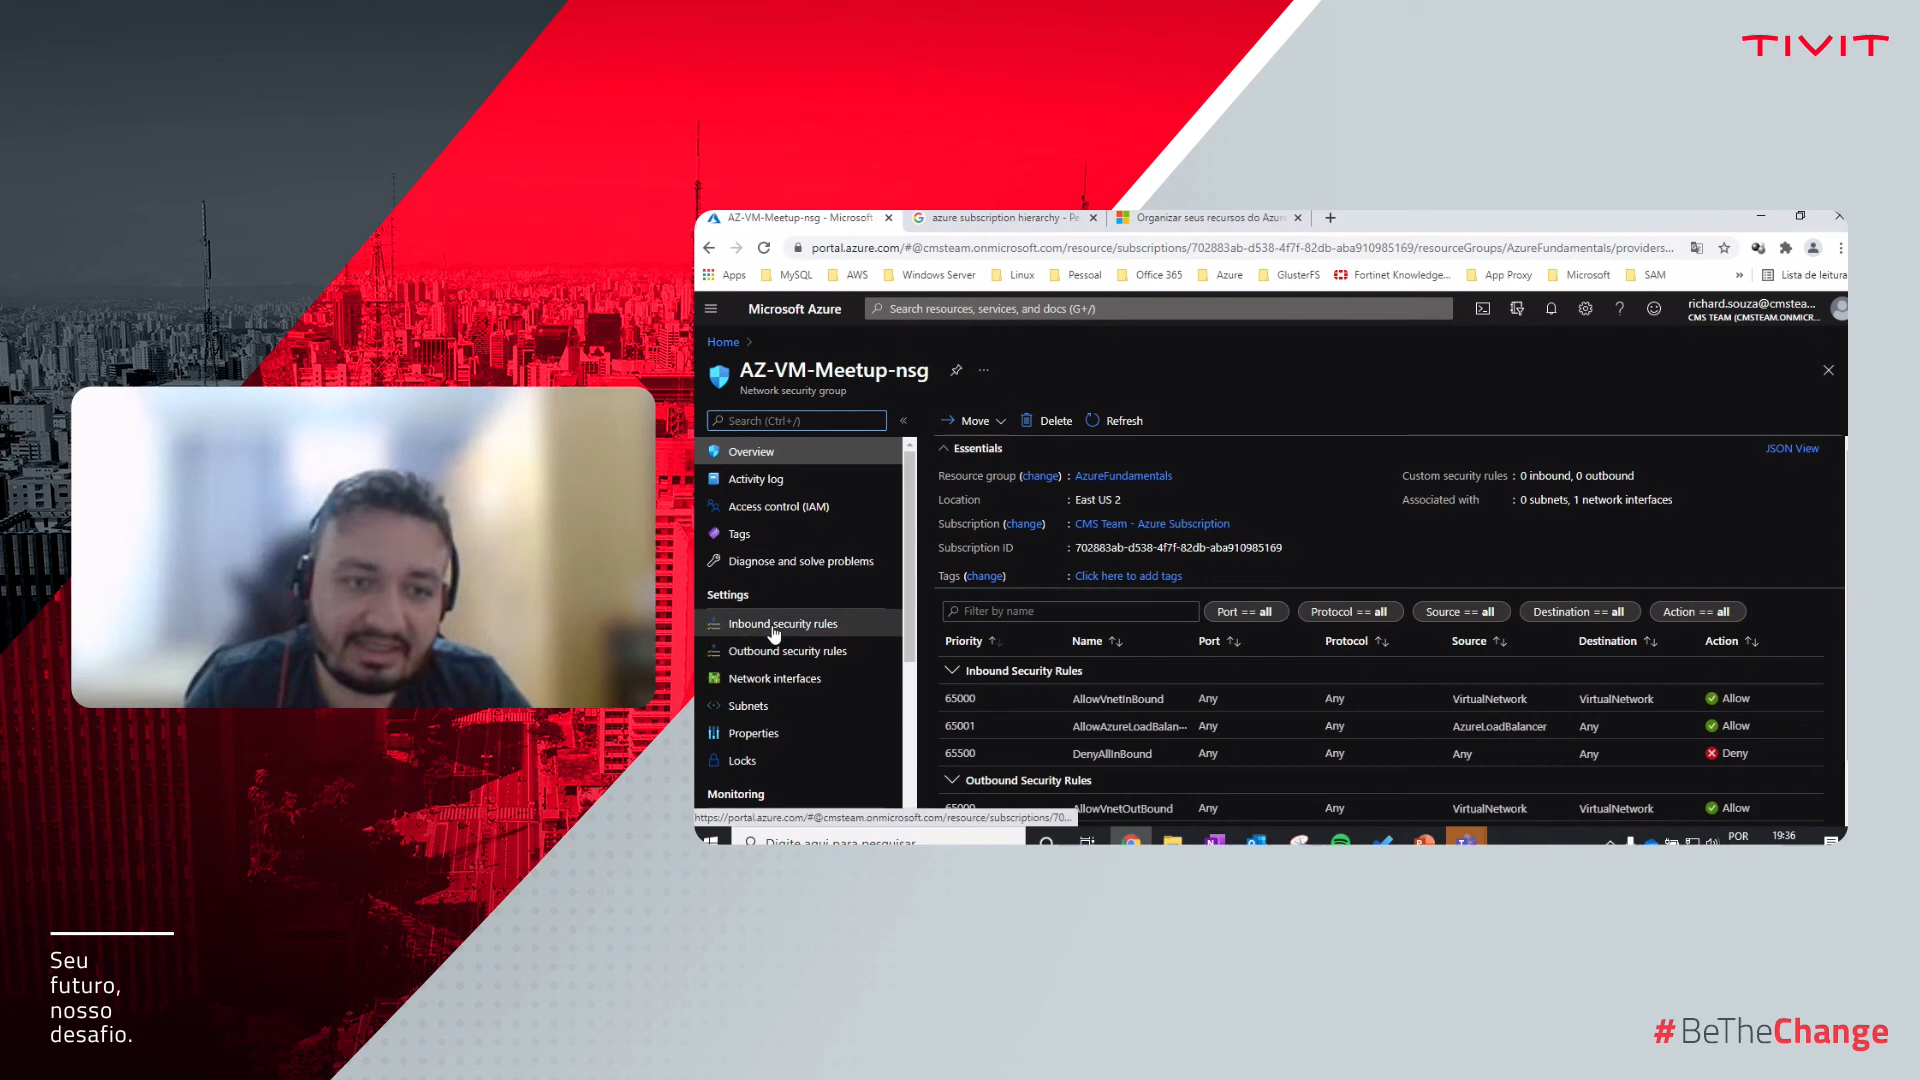 TIVIT
AZ-VM-Meetup-nsg - Microsoft
azure subscription hierarchy - Pe
Organizar seus recursos do Azure
portal.azure.com/#@cmsteam.onmicrosoft.com/resource/subscriptions/702883ab-d538-4f7f-82db-aba910985169/resourceGroups/AzureFundamentals/providers...
Apps MySQL AWS Windows Server Linux Pessoal Office 365 Azure GlusterFS Fortinet Knowledge... App Proxy Microsoft SAM » Lista de leitura
Microsoft Azure
Search resources, services, and docs (G+/)
richard.souza@cmstea...
CMS TEAM (CMSTEAM.ONMICR...
Home >
AZ-VM-Meetup-nsg
Network security group
Search (Ctrl+/) «
Move Delete Refresh
Overview
Activity log
Access control (IAM)
Tags
Diagnose and solve problems
Settings
Inbound security rules
Outbound security rules
Network interfaces
Subnets
Properties
Locks
Monitoring
Essentials JSON View
Resource group (change) : AzureFundamentals
Location : East US 2
Subscription (change) : CMS Team - Azure Subscription
Subscription ID : 702883ab-d538-4f7f-82db-aba910985169
Tags (change) : Click here to add tags
Custom security rules : 0 inbound, 0 outbound
Associated with : 0 subnets, 1 network interfaces
Filter by name Port == all Protocol == all Source == all Destination == all Action == all
Priority Name Port Protocol Source Destination Action
Inbound Security Rules
65000 AllowVnetInBound Any Any VirtualNetwork VirtualNetwork Allow
65001 AllowAzureLoadBalan... Any Any AzureLoadBalancer Any Allow
65500 DenyAllInBound Any Any Any Any Deny
Outbound Security Rules
65000 AllowVnetOutBound Any Any VirtualNetwork VirtualNetwork Allow
https://portal.azure.com/#@cmsteam.onmicrosoft.com/resource/subscriptions/70...
Digite aqui para pesquisar
POR 19:36
Seu
futuro,
nosso
desafio.
#BeTheChange